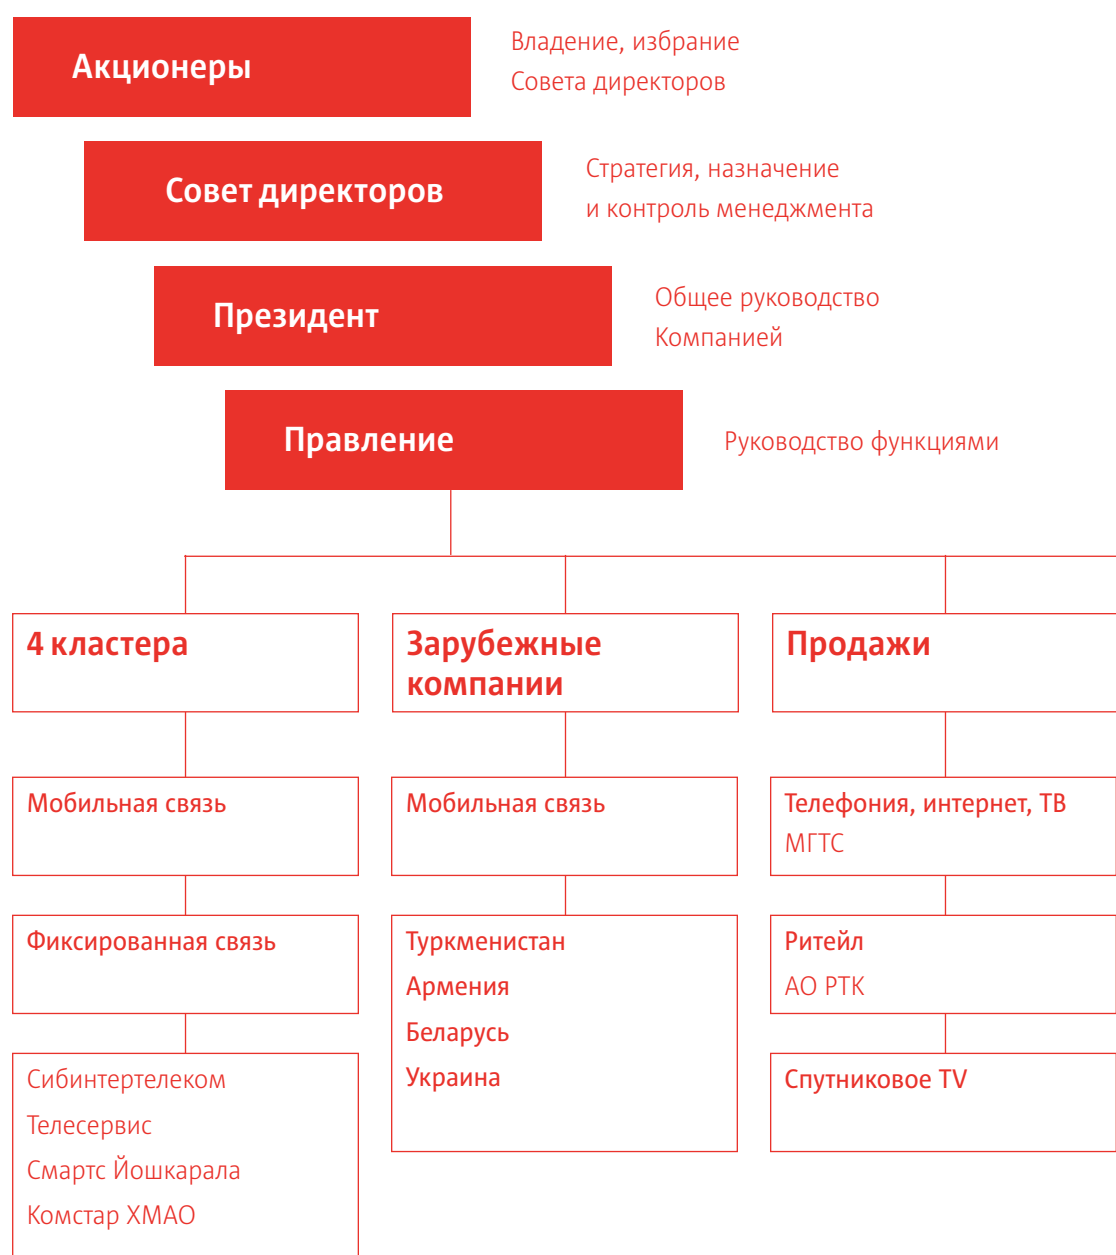 Акционеры
Владение, избрание
Совета директоров
Совет директоров
Стратегия, назначение
и контроль менеджмента
Президент
Общее руководство
Компанией
Правление
Руководство функциями
4 кластера
Зарубежные
компании
Продажи
Мобильная связь
Мобильная связь
Телефония, интернет, ТВ
МГТС
Фиксированная связь
Туркменистан
Армения
Беларусь
Украина
Ритейл
АО РТК
Сибинтертелеком
Телесервис
Смартс Йошкарала
Комстар ХМАО
Спутниковое TV